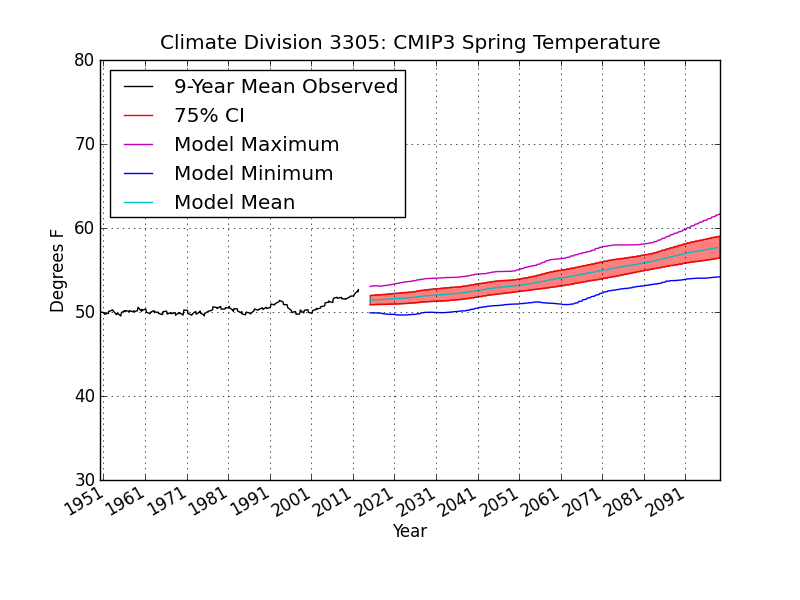 Climate Division 3305: CMIP3 Spring Temperature
80
70
60
50
40
30
Degrees F
9-Year Mean Observed
75% CI
Model Maximum
Model Minimum
Model Mean
1951
1961
1971
1981
1991
2001
2011
2021
2031
2041
2051
2061
2071
2081
2091
Year